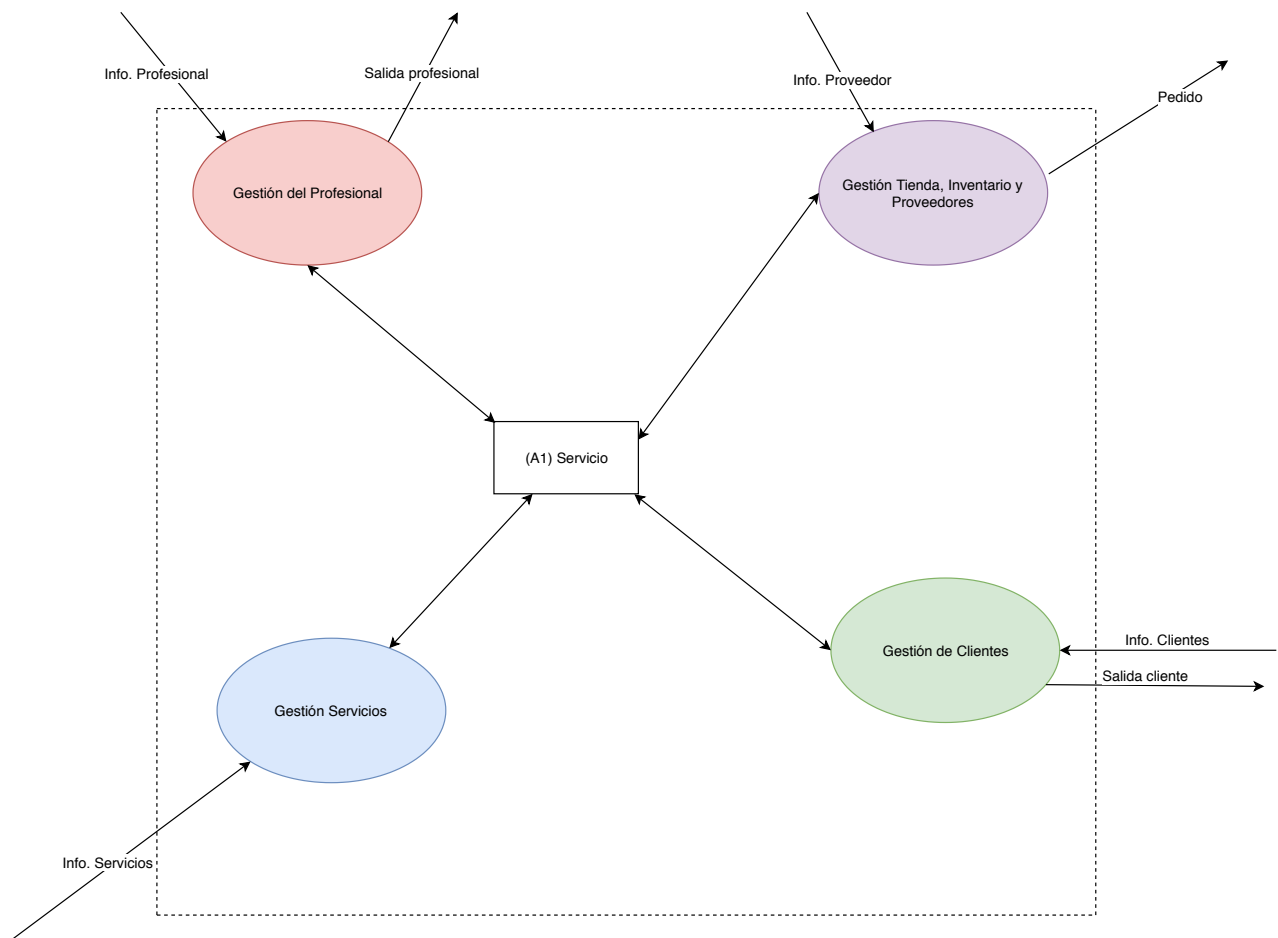 Info. Profesional
Salida profesional
Info. Proveedor
Pedido
Gestión del Profesional
Gestión Tienda, Inventario y
Proveedores
(A1) Servicio
Gestión de Clientes
Info. Clientes
Salida cliente
Gestión Servicios
Info. Servicios